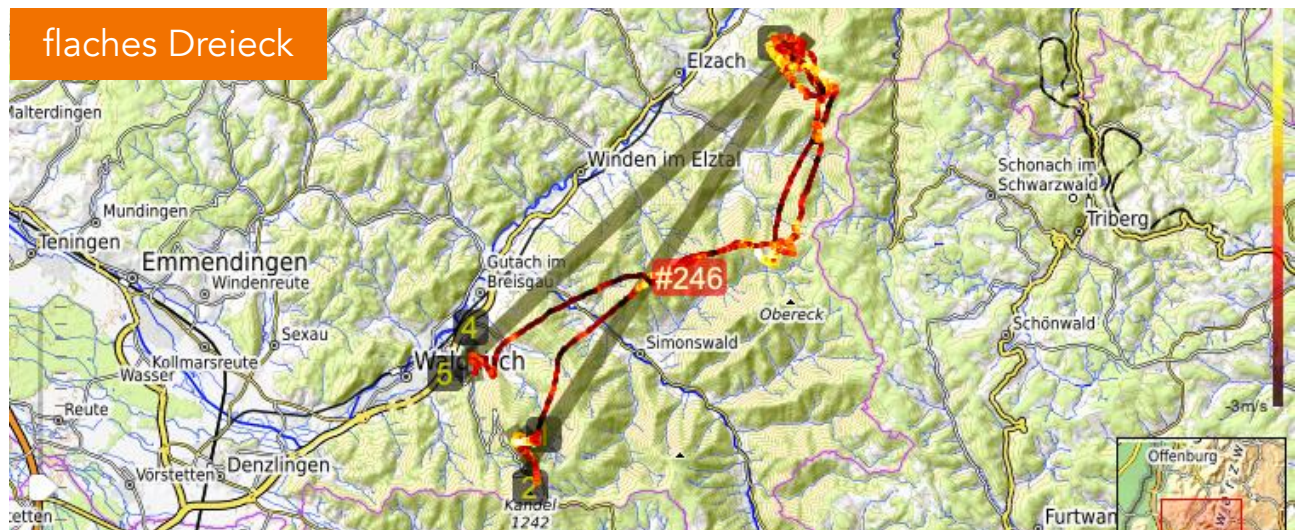 flaches Dreieck
Elzach
Malterdingen
Winden im Elztal
Schonach im
Schwarzwald
Mundingen
Triberg
Teningen
Emmendingen
Gutach im
Breisgau
Windenreute
#246
Obereck
Schönwald
4
Sexau
Simonswald
Kollmarsreute
Wasser
5
-3m/s
Reute
Offenburg
Denzlingen
Vörstetten
2
Kandel
1242
Furtwan
etten